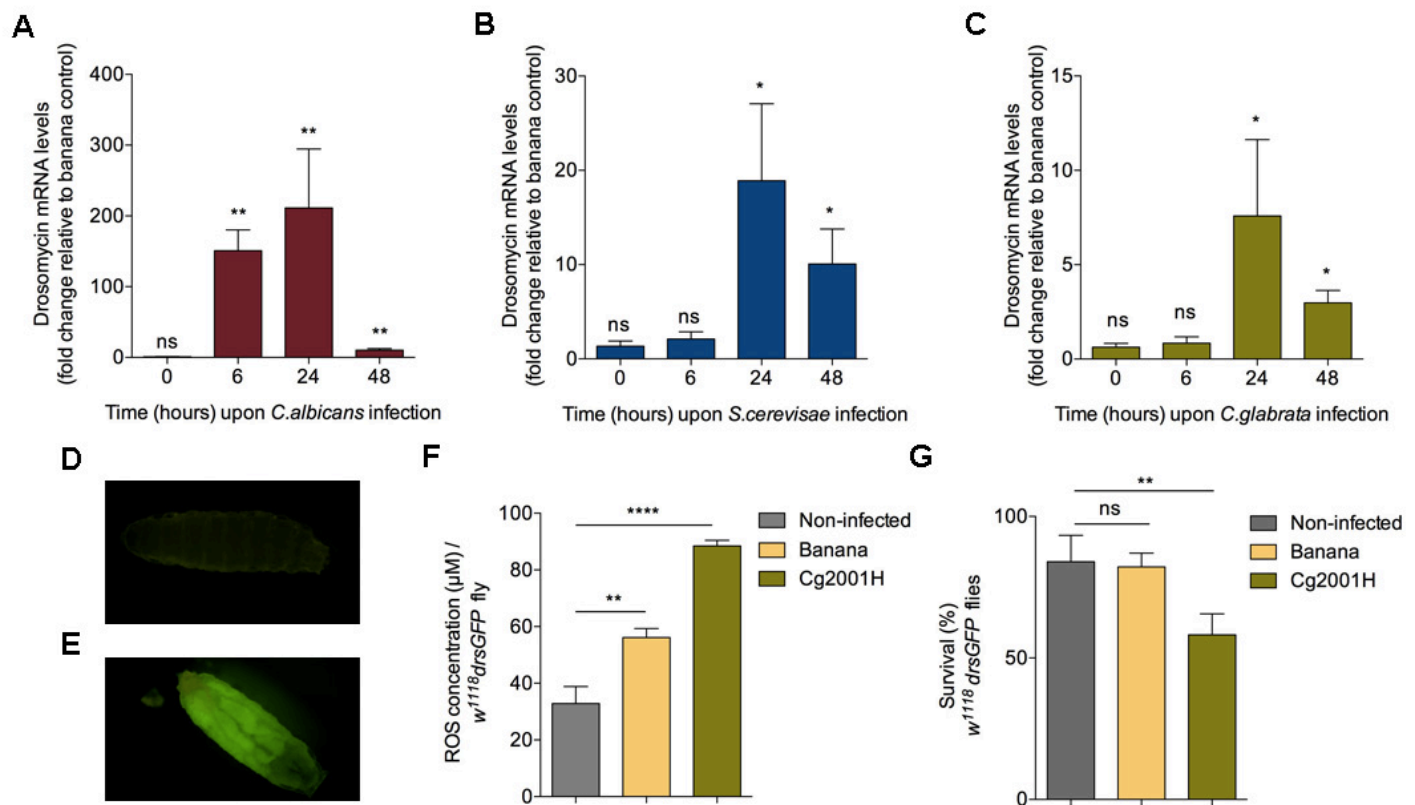 A
Drosomycin mRNA levels
(fold change relative to banana control)
400
300
200
100
0
ns
**
**
**
0 6 24 48
Time (hours) upon C.albicans infection
B
Drosomycin mRNA levels
(fold change relative to banana control)
30
20
10
0
ns
ns
*
*
0 6 24 48
Time (hours) upon S.cerevisae infection
C
Drosomycin mRNA levels
(fold change relative to banana control)
15
10
5
0
ns
ns
*
*
0 6 24 48
Time (hours) upon C.glabrata infection
D
E
F
ROS concentration (µM) /
w1118drsGFP fly
100
80
60
40
20
0
****
**
Non-infected
Banana
Cg2001H
G
Survival (%)
w1118 drsGFP flies
100
50
0
**
ns
Non-infected
Banana
Cg2001H